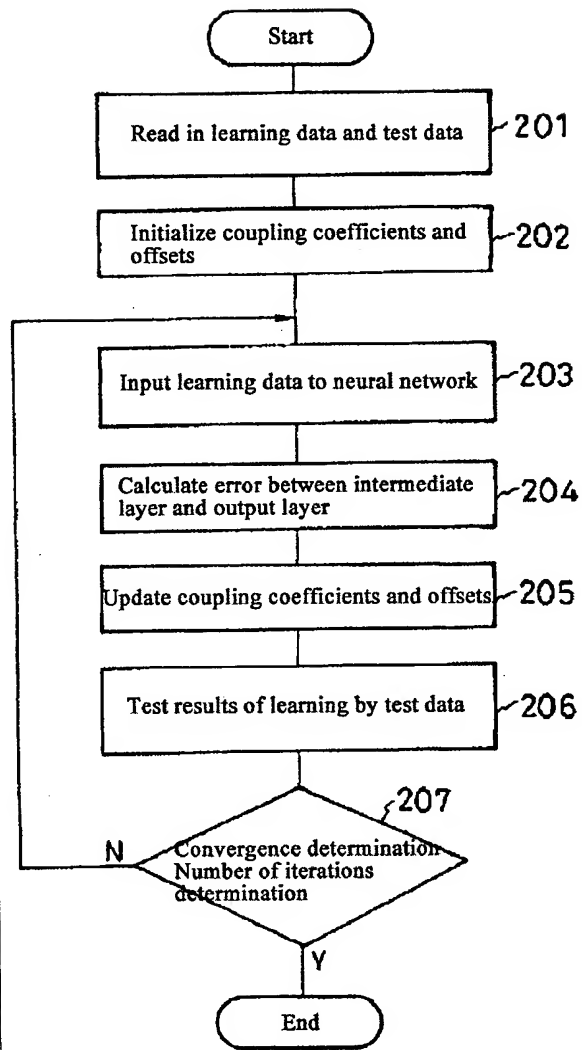 Start
Read in learning data and test data
201
Initialize coupling coefficients and
offsets
202
Input learning data to neural network
203
Calculate error between intermediate
layer and output layer
204
Update coupling coefficients and offsets
205
Test results of learning by test data
206
207
N
Convergence determination
Number of iterations
determination
Y
End